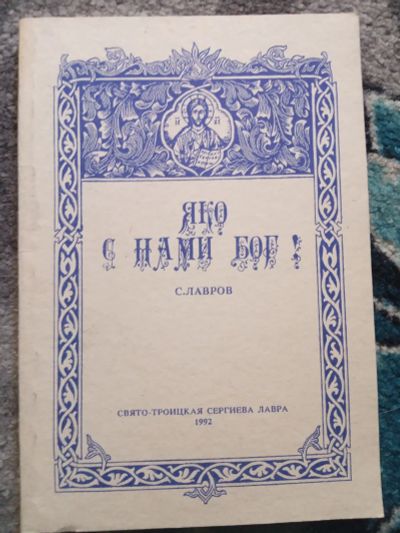 ЯКО
С НАМИ БОГ!
С.ЛАВРОВ
СВЯТО-ТРОИЦКАЯ СЕРГИЕВА ЛАВРА
1992